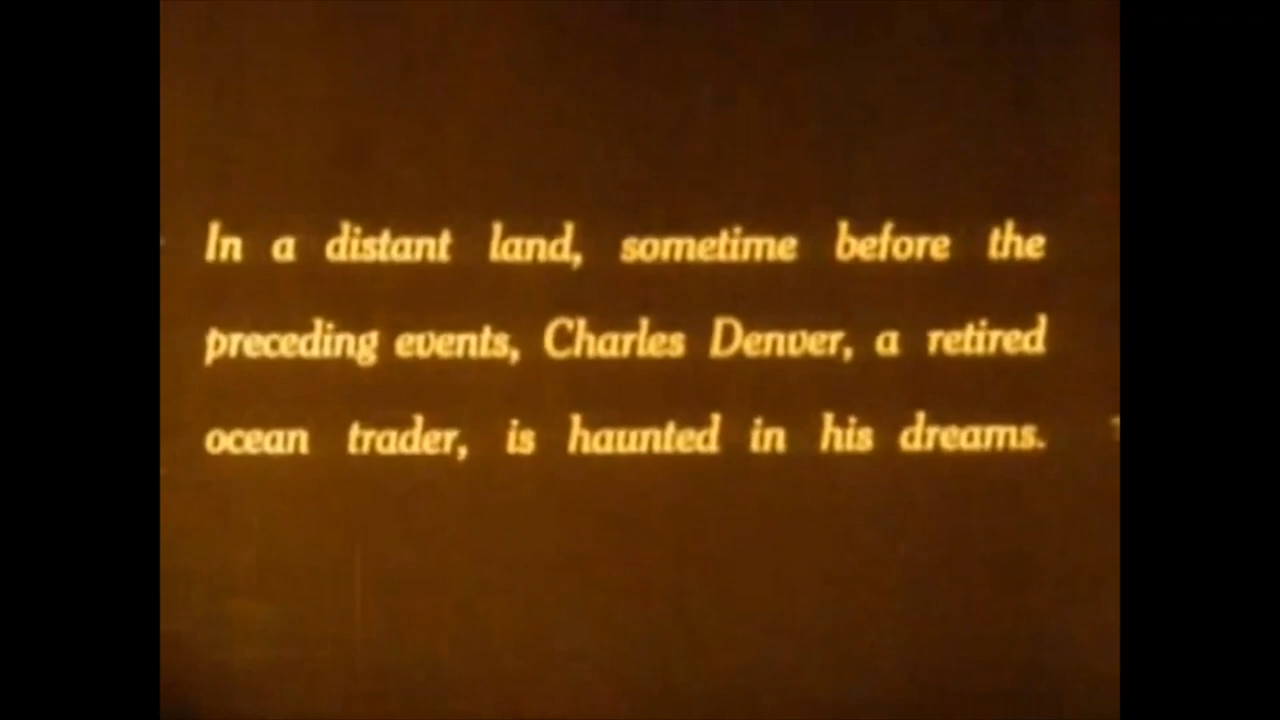 In a distant land, sometime before the
preceding events, Charles Denver, a retired
ocean trader, is haunted in his dreams.